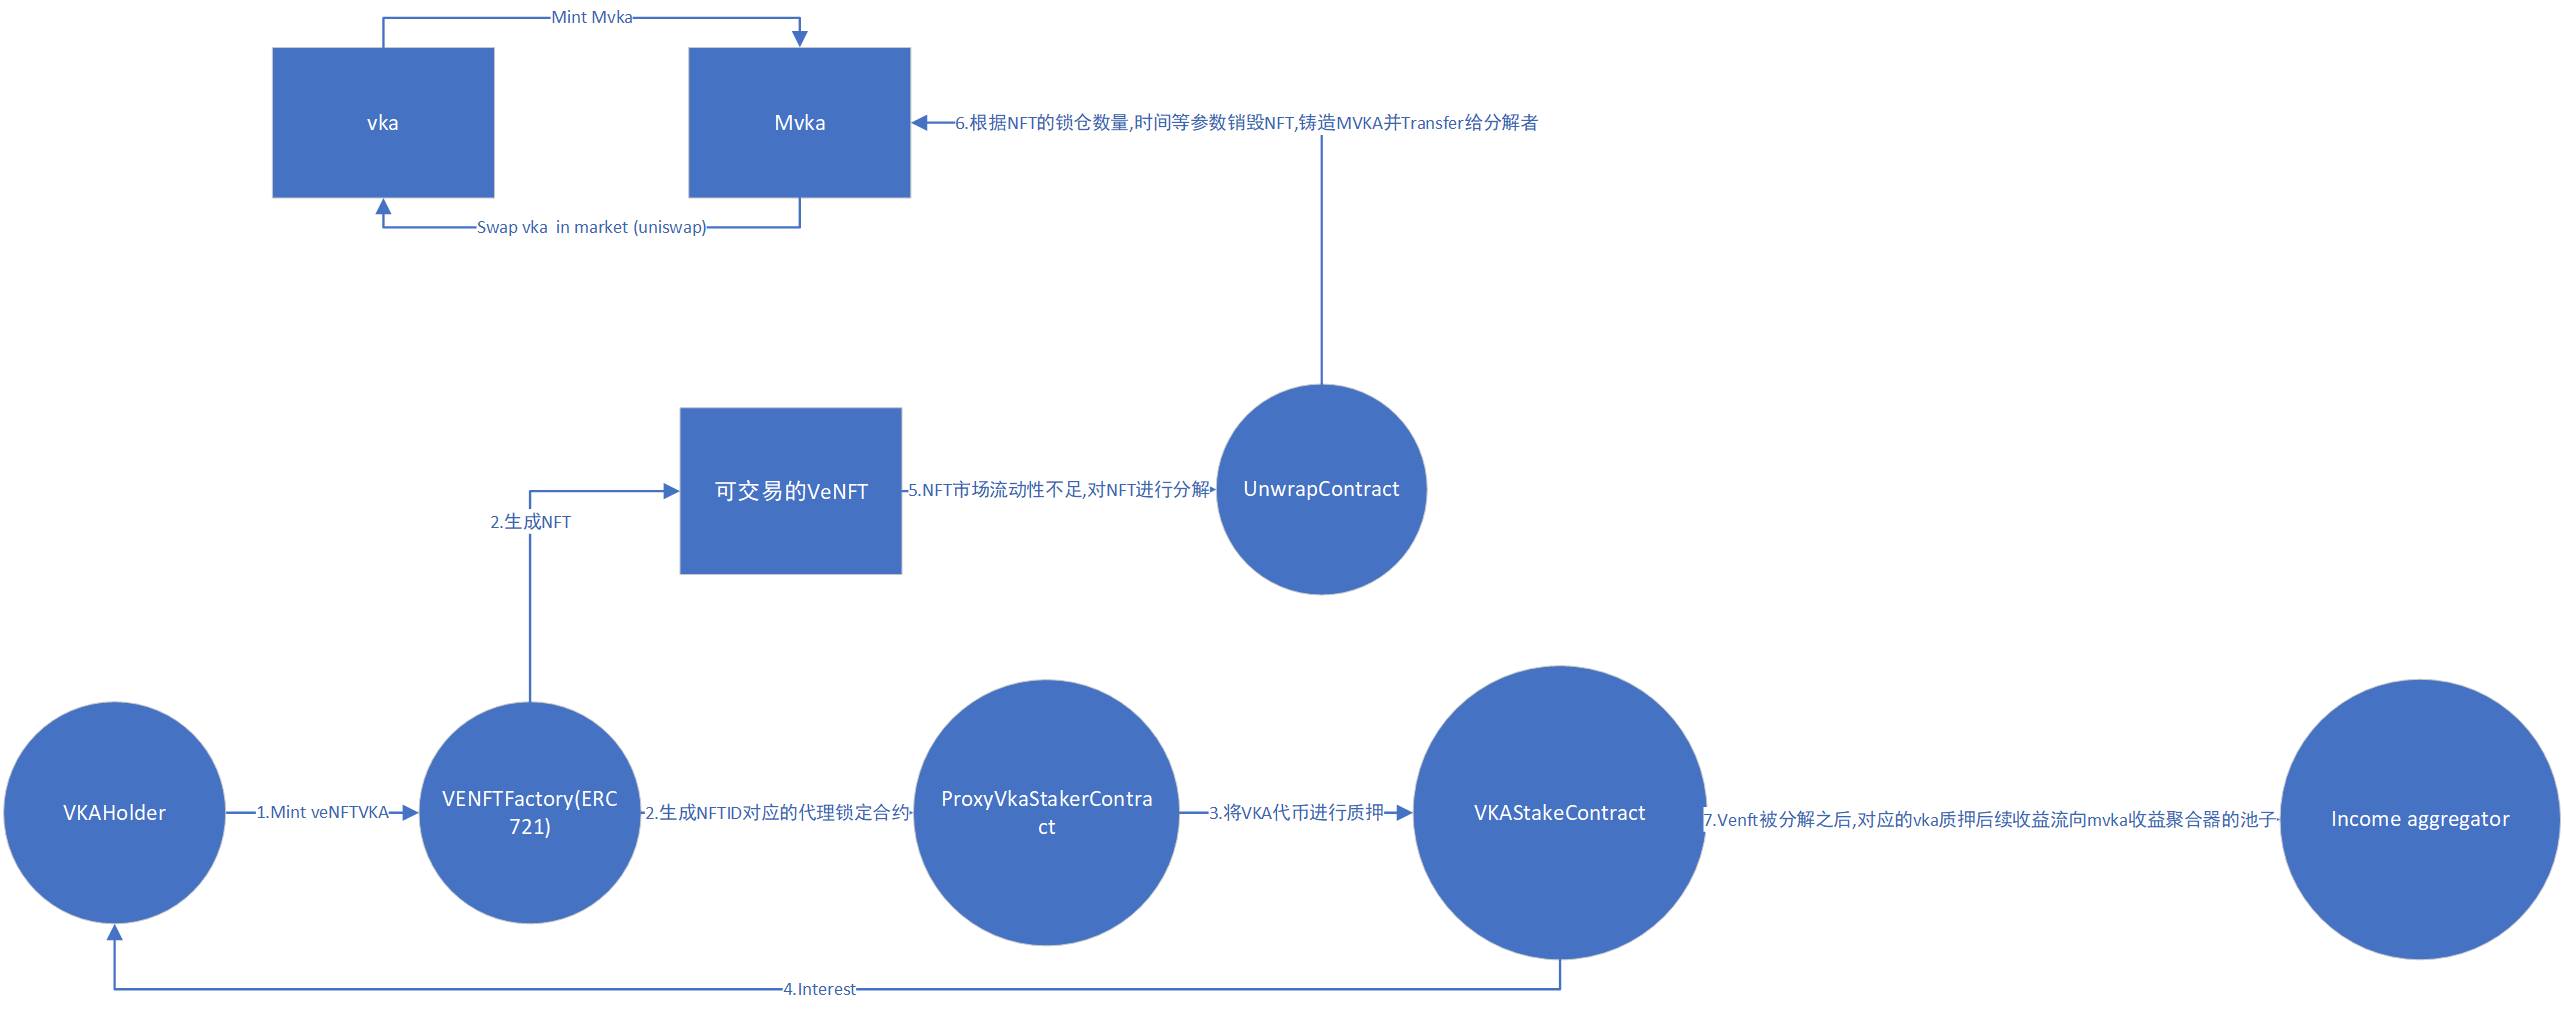 Mint Mvka
vka
Mvka
6.根据NFT的锁仓数量,时间等参数销毁NFT,铸造MVKA并Transfer给分解者
Swap vka  in market (uniswap)
可交易的VeNFT
5.NFT市场流动性不足,对NFT进行分解
UnwrapContract
2.生成NFT
VKAHolder
1.Mint veNFTVKA
VENFTFactory(ERC
721)
2.生成NFTID对应的代理锁定合约
ProxyVkaStakerContra
ct
3.将VKA代币进行质押
VKAStakeContract
7.Venft被分解之后,对应的vka质押后续收益流向mvka收益聚合器的池子
Income aggregator
4.Interest